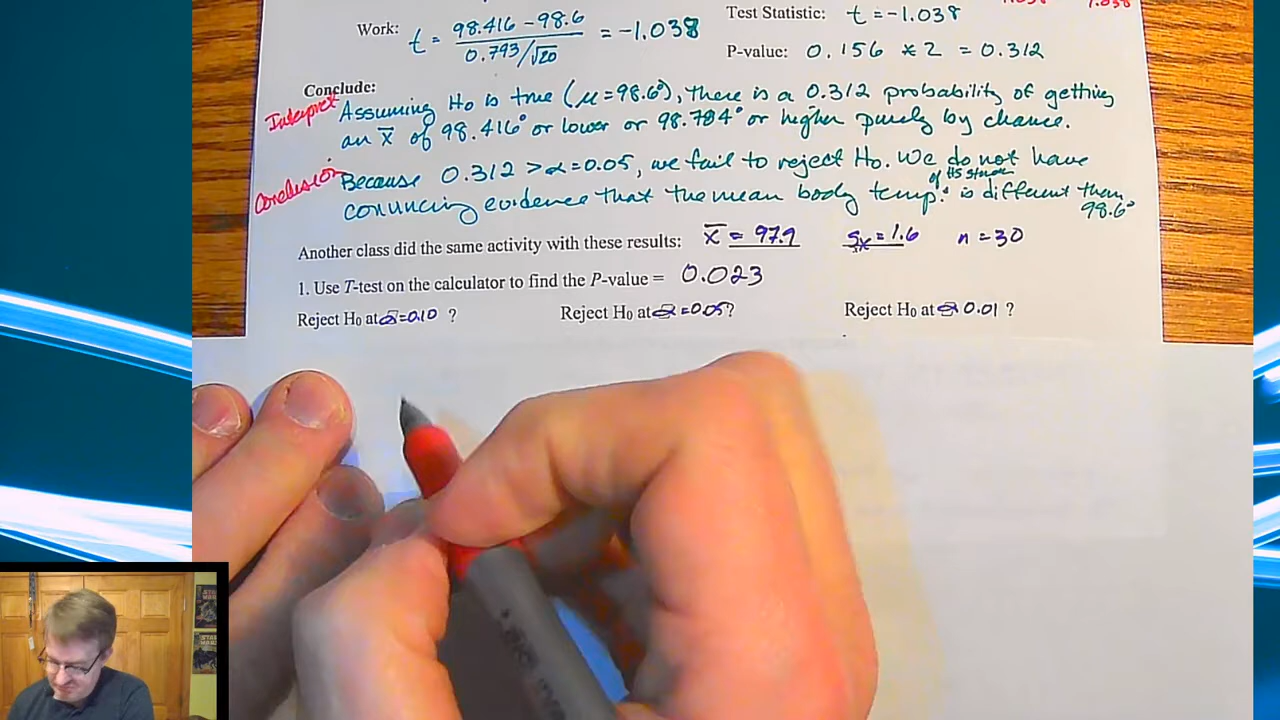 Work: t = 98.416 - 98.6 / 0.793/√20 = -1.038
Test Statistic: t = -1.038
P-value: 0.156 * 2 = 0.312
Conclude:
Interpret Assuming Ho is true (μ=98.6°), there is a 0.312 probability of getting
an x̄ of 98.416° or lower or 98.784° or higher purely by chance.
Conclusion Because 0.312 > α=0.05, we fail to reject Ho. We do not have
of HS
convincing evidence that the mean body temp. is different than
98.6°
Another class did the same activity with these results: x̄ = 97.9 Sx = 1.6 n = 30
1. Use T-test on the calculator to find the P-value = 0.023
Reject H0 at α=0.10 ? Reject H0 at α=0.05? Reject H0 at 0.01 ?